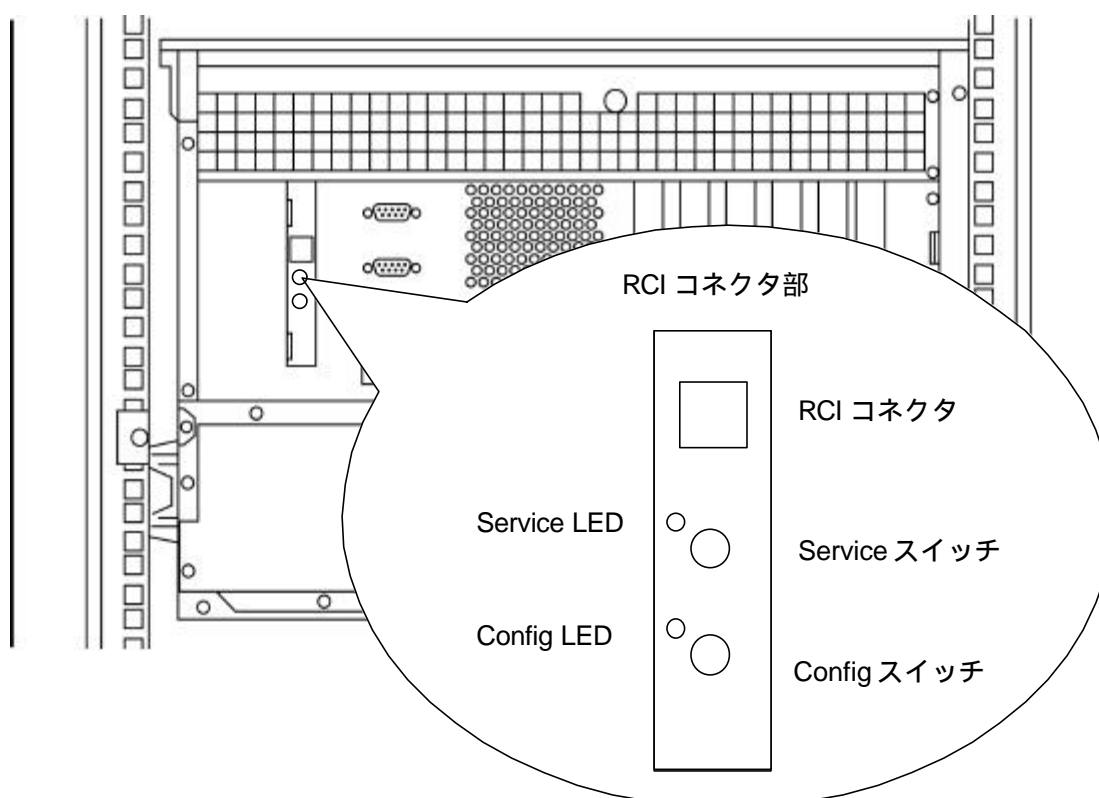 RCI コネクタ部
RCI コネクタ
Service LED
Service スイッチ
Config LED
Config スイッチ